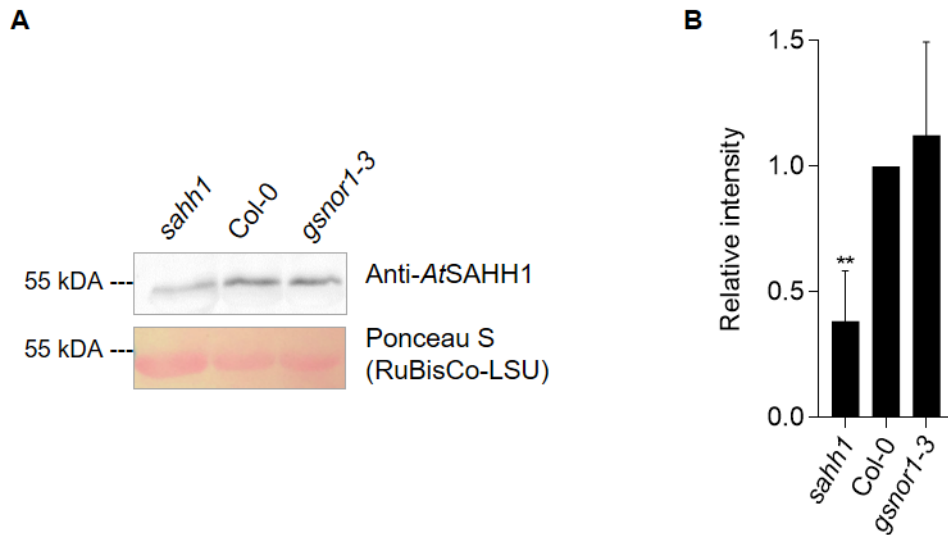 A
sahh1
Col-0
gsnor1-3
55 kDA ---
Anti-AtSAHH1
55 kDA ---
Ponceau S
(RuBisCo-LSU)
B
Relative intensity
1.5
1.0
0.5
0.0
**
sahh1
Col-0
gsnor1-3